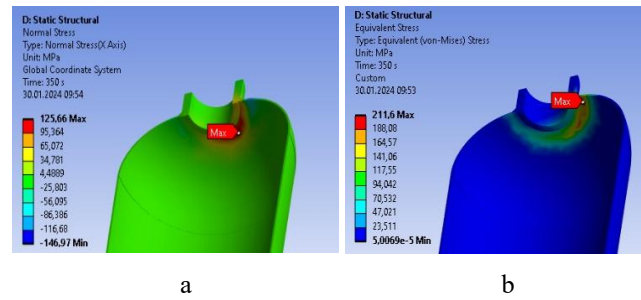 D: Static Structural
Normal Stress
Type: Normal Stress(X Axis)
Unit: MPa
Global Coordinate System
Time: 350 s
30.01.2024 09:54
125,66 Max
95,364
65,072
34,781
4,4889
-25,803
-56,095
-86,386
-116,68
-146,97 Min
Max
a
D: Static Structural
Equivalent Stress
Type: Equivalent (von-Mises) Stress
Unit: MPa
Custom
Time: 350 s
30.01.2024 09:53
211,6 Max
188,08
164,57
141,06
117,55
94,042
70,532
47,021
23,511
5,0069e-5 Min
Max
b